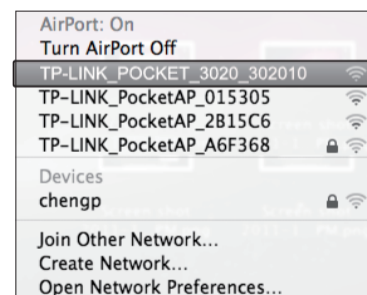 AirPort: On
Turn AirPort Off
TP-LINK_POCKET_3020_302010
TP-LINK_PocketAP_015305
TP-LINK_PocketAP_2B15C6
TP-LINK_PocketAP_A6F368
Devices
chengp
Join Other Network...
Create Network...
Open Network Preferences...